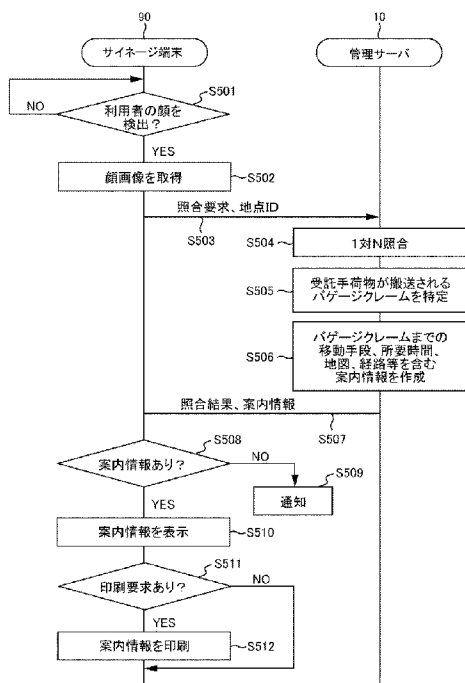 90
サイネージ端末
10
管理サーバ
S501
利用者の顔を
検出？
NO
YES
顔画像を取得
S502
照合要求、地点ID
S503
S504
1対N照合
S505
受託手荷物が搬送される
バゲージクレームを特定
S506
バゲージクレームまでの
移動手段、所要時間、
地図、経路等を含む
案内情報を作成
照合結果、案内情報
S507
S508
案内情報あり？
NO
S509
通知
YES
案内情報を表示
S510
S511
印刷要求あり？
NO
YES
案内情報を印刷
S512